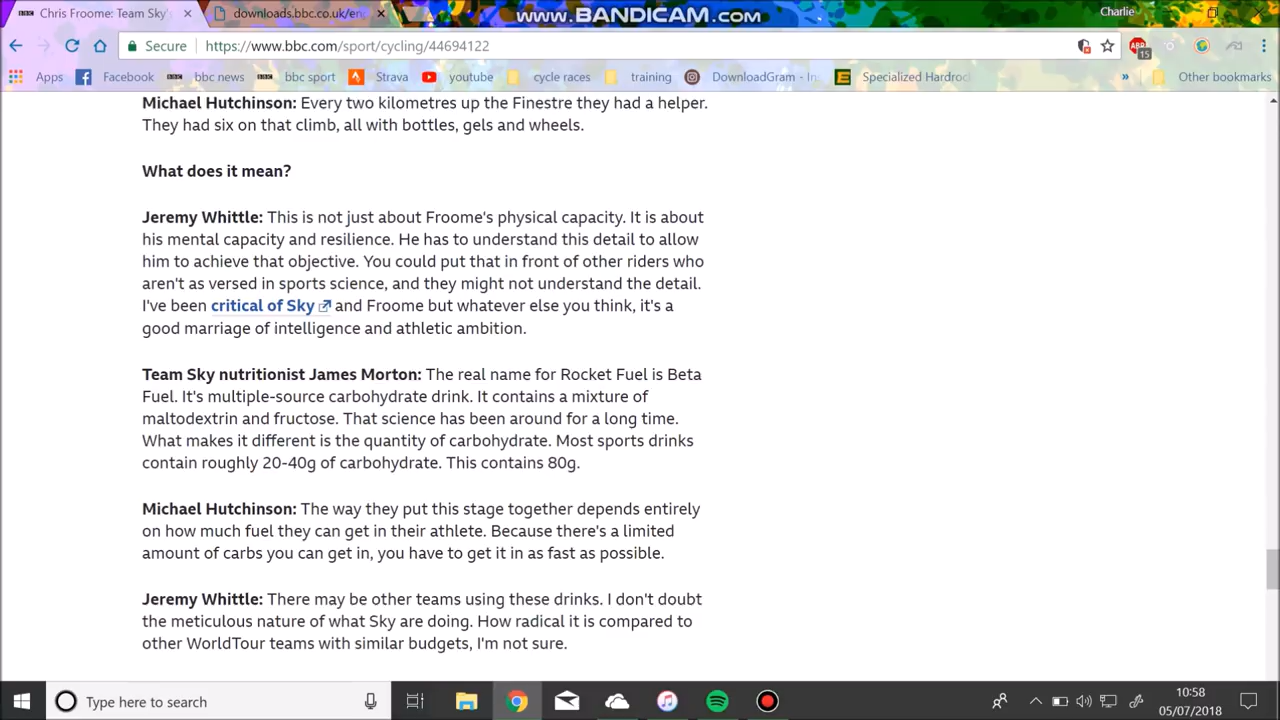 Chris Froome: Team Sky's
downloads.bbc.co.uk/en
www.BANDICAM.com
Charlie
Secure
https://www.bbc.com/sport/cycling/44694122
15
Apps
Facebook
bbc news
bbc sport
Strava
youtube
cycle races
training
DownloadGram - In
Specialized Hardroc
»
Other bookmarks
Michael Hutchinson: Every two kilometres up the Finestre they had a helper.
They had six on that climb, all with bottles, gels and wheels.
What does it mean?
Jeremy Whittle: This is not just about Froome's physical capacity. It is about
his mental capacity and resilience. He has to understand this detail to allow
him to achieve that objective. You could put that in front of other riders who
aren't as versed in sports science, and they might not understand the detail.
I've been critical of Sky and Froome but whatever else you think, it's a
good marriage of intelligence and athletic ambition.
Team Sky nutritionist James Morton: The real name for Rocket Fuel is Beta
Fuel. It's multiple-source carbohydrate drink. It contains a mixture of
maltodextrin and fructose. That science has been around for a long time.
What makes it different is the quantity of carbohydrate. Most sports drinks
contain roughly 20-40g of carbohydrate. This contains 80g.
Michael Hutchinson: The way they put this stage together depends entirely
on how much fuel they can get in their athlete. Because there's a limited
amount of carbs you can get in, you have to get it in as fast as possible.
Jeremy Whittle: There may be other teams using these drinks. I don't doubt
the meticulous nature of what Sky are doing. How radical it is compared to
other WorldTour teams with similar budgets, I'm not sure.
Type here to search
10:58
05/07/2018